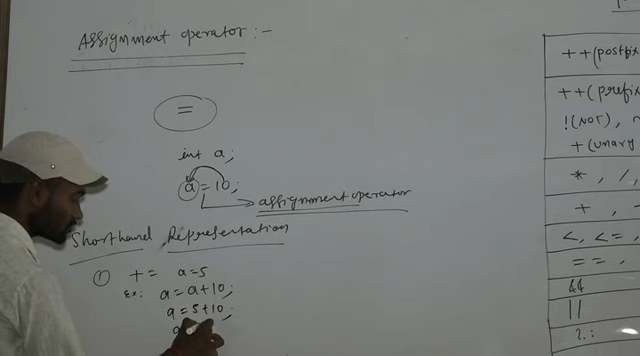 Assignment operator :-
=
int a;
a = 10;
assignment operator
Shorthand Representation
① += a=5
Ex: a = a+10;
a = 5+10;
a
++(postfix
++(prefix
!(NOT),
+(unary
* , / ,
+ ,
<, <= ,
== ,
&&
||
?: